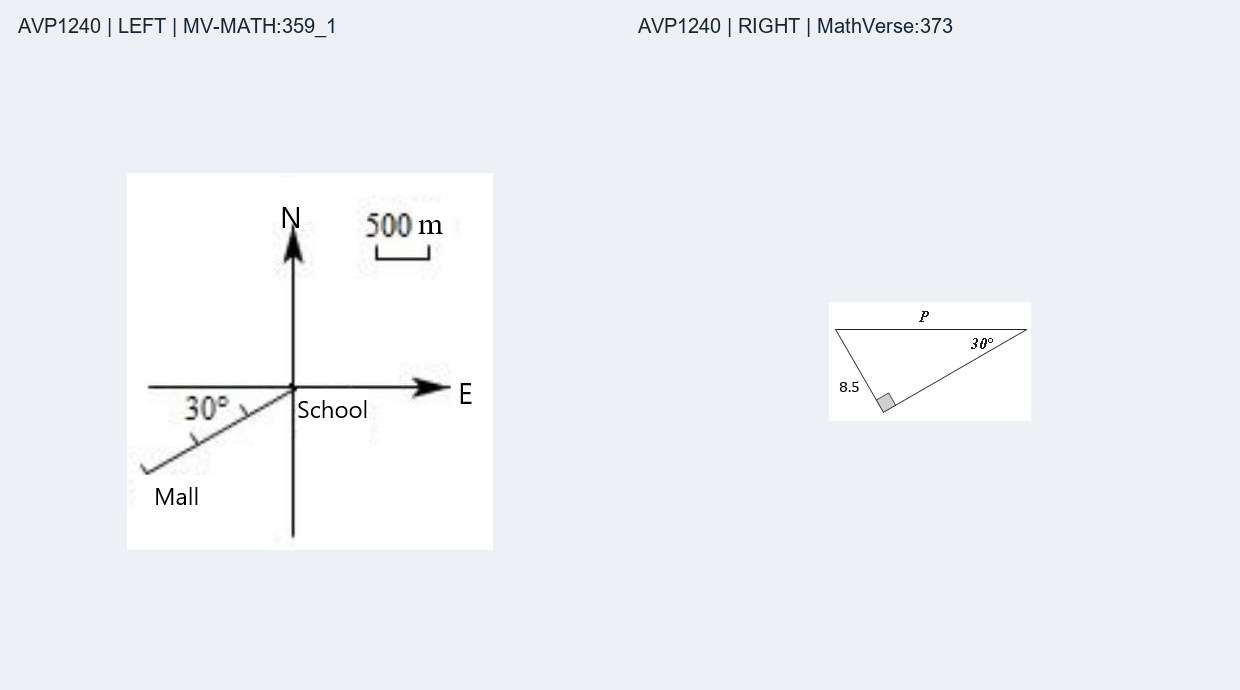 AVP1240 | LEFT | MV-MATH:359_1
N
500 m
E
30°
School
Mall
AVP1240 | RIGHT | MathVerse:373
P
30°
8.5